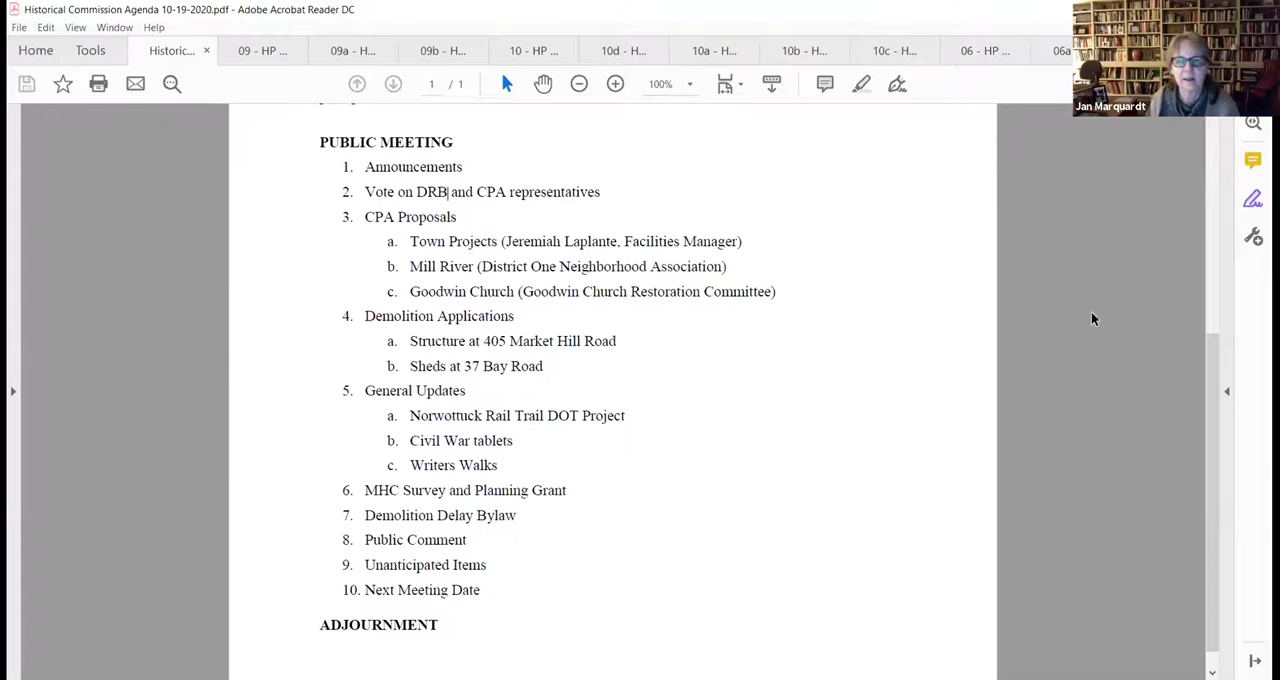 Historical Commission Agenda 10-19-2020.pdf - Adobe Acrobat Reader DC
File Edit View Window Help
Home Tools Historic... × 09 - HP ... 09a - H... 09b - H... 10 - HP ... 10d - H... 10a - H... 10b - H... 10c - H... 06 - HP ... 06a
1 / 1 100%
Jan Marquardt
PUBLIC MEETING
1. Announcements
2. Vote on DRB and CPA representatives
3. CPA Proposals
a. Town Projects (Jeremiah Laplante, Facilities Manager)
b. Mill River (District One Neighborhood Association)
c. Goodwin Church (Goodwin Church Restoration Committee)
4. Demolition Applications
a. Structure at 405 Market Hill Road
b. Sheds at 37 Bay Road
5. General Updates
a. Norwottuck Rail Trail DOT Project
b. Civil War tablets
c. Writers Walks
6. MHC Survey and Planning Grant
7. Demolition Delay Bylaw
8. Public Comment
9. Unanticipated Items
10. Next Meeting Date
ADJOURNMENT